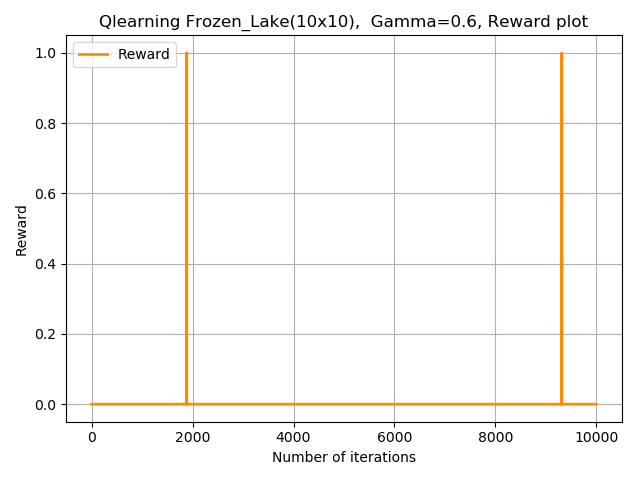 Qlearning Frozen_Lake(10x10),  Gamma=0.6, Reward plot
Reward
1.0
0.8
0.6
0.4
0.2
0.0
Reward
0 2000 4000 6000 8000 10000
Number of iterations